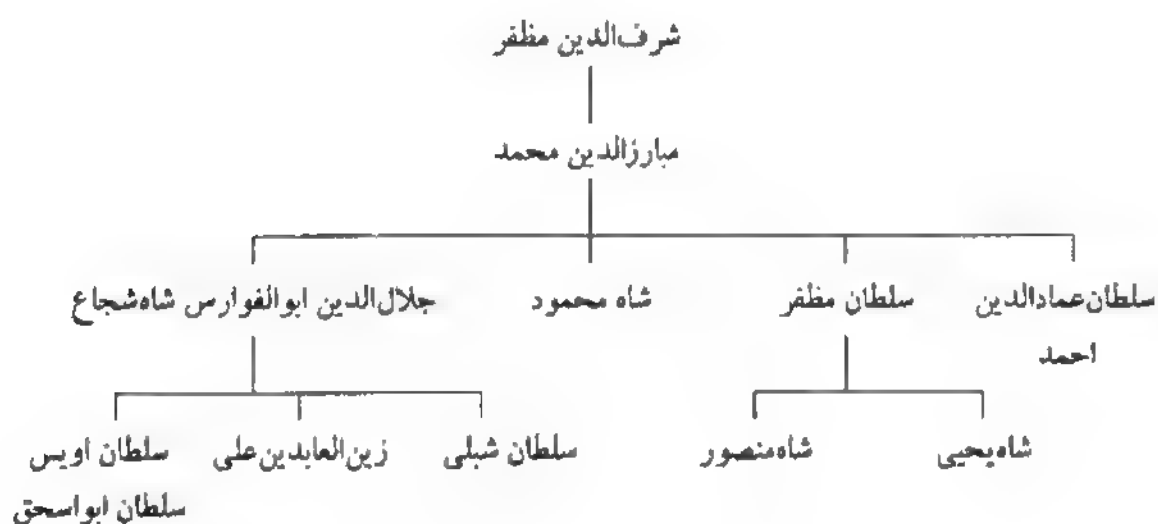 شرف‌الدین مظفر
مبارزالدین محمد
سلطان‌عمادالدین احمد
سلطان مظفر
شاه محمود
جلال‌الدین ابوالفوارس شاه‌شجاع
شاه‌یحیی
شاه‌منصور
سلطان شبلی
زین‌العابدین‌علی
سلطان اویس
سلطان ابواسحق